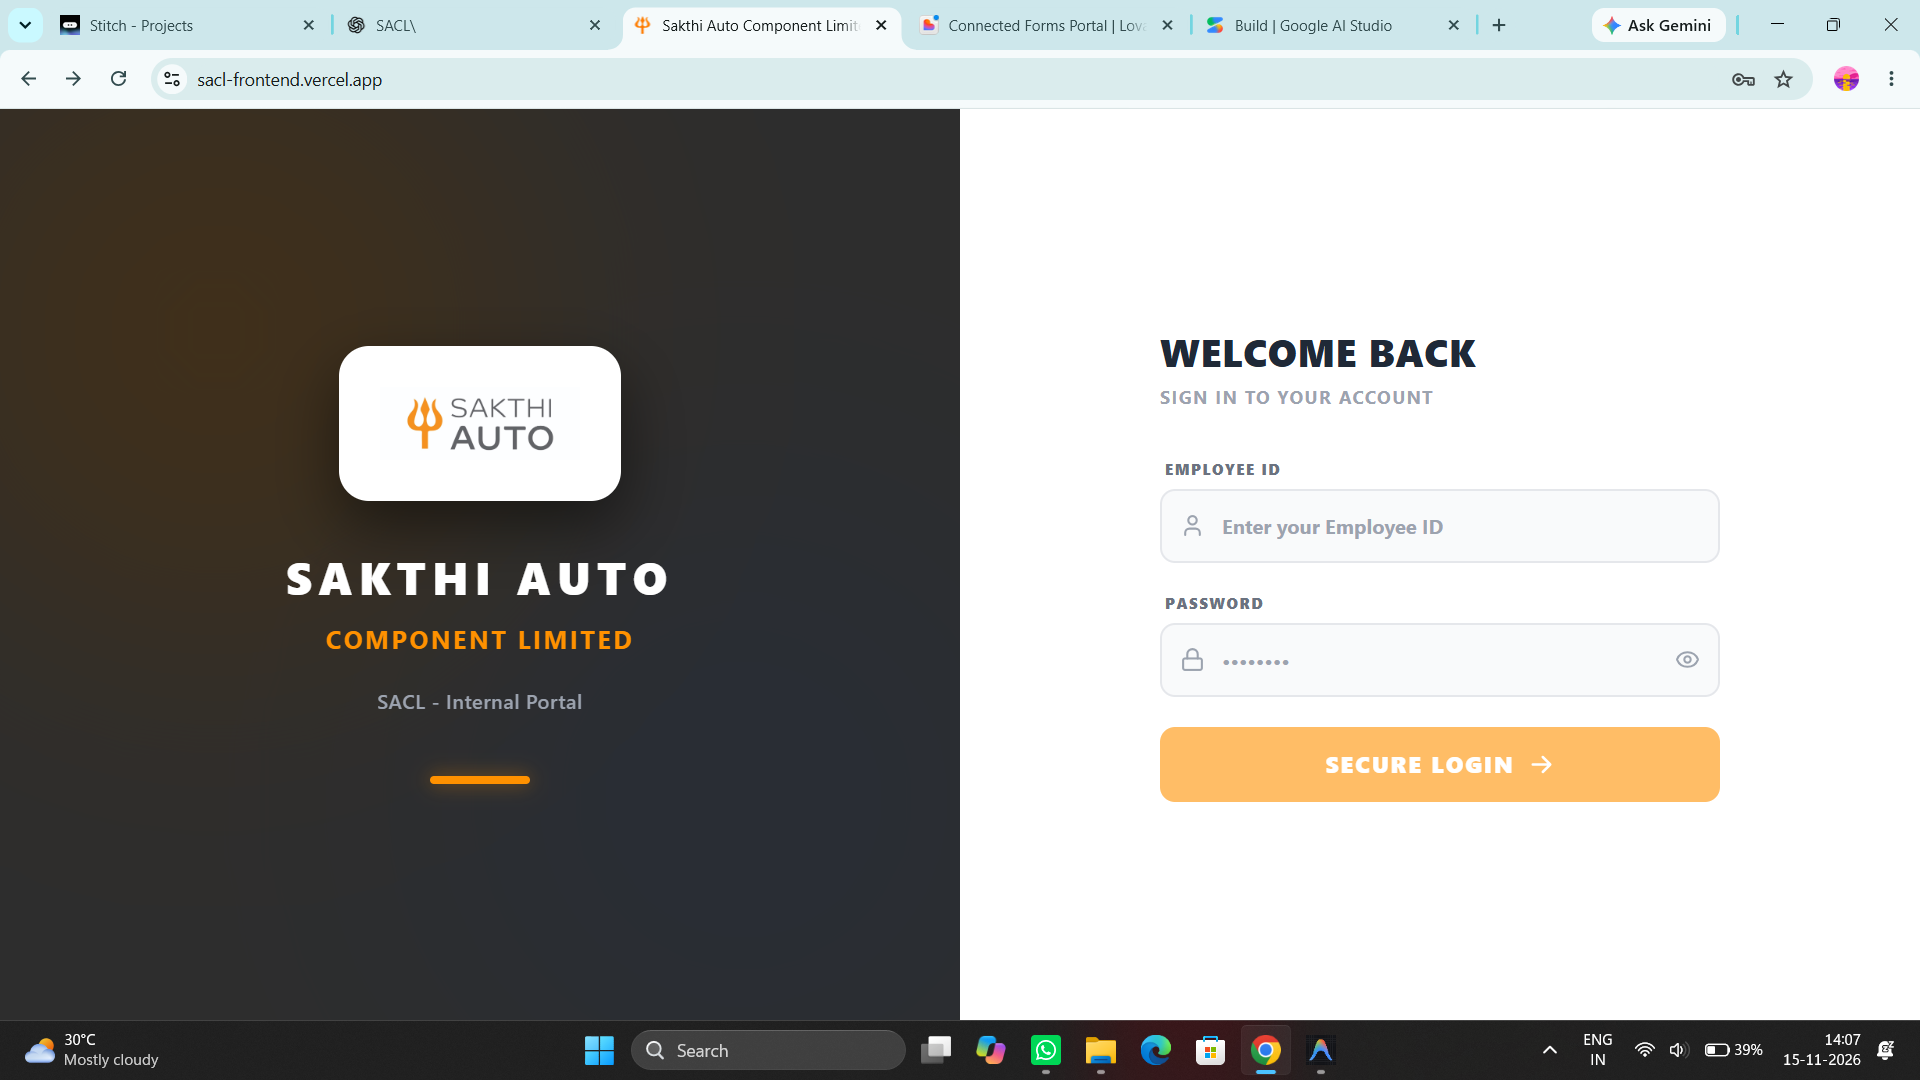 Stitch - Projects
SACL\
Sakthi Auto Component Limit
Connected Forms Portal | Lova
Build | Google AI Studio
Ask Gemini
sacl-frontend.vercel.app
SAKTHI
AUTO
SAKTHI AUTO
COMPONENT LIMITED
SACL - Internal Portal
WELCOME BACK
SIGN IN TO YOUR ACCOUNT
EMPLOYEE ID
Enter your Employee ID
PASSWORD
••••••••
SECURE LOGIN →
30°C
Mostly cloudy
Search
ENG
IN
39%
14:07
15-11-2026